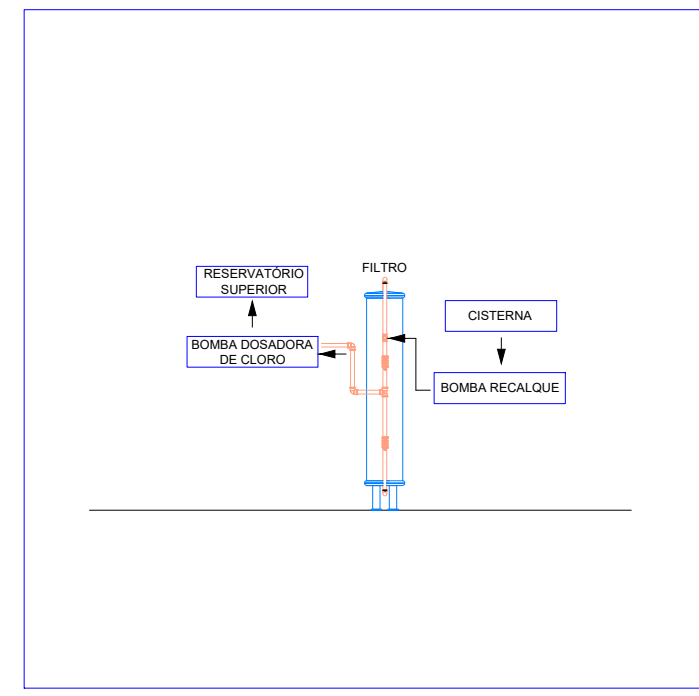 FILTRO
RESERVATÓRIO
SUPERIOR
CISTERNA
BOMBA DOSADORA
DE CLORO
BOMBA RECALQUE